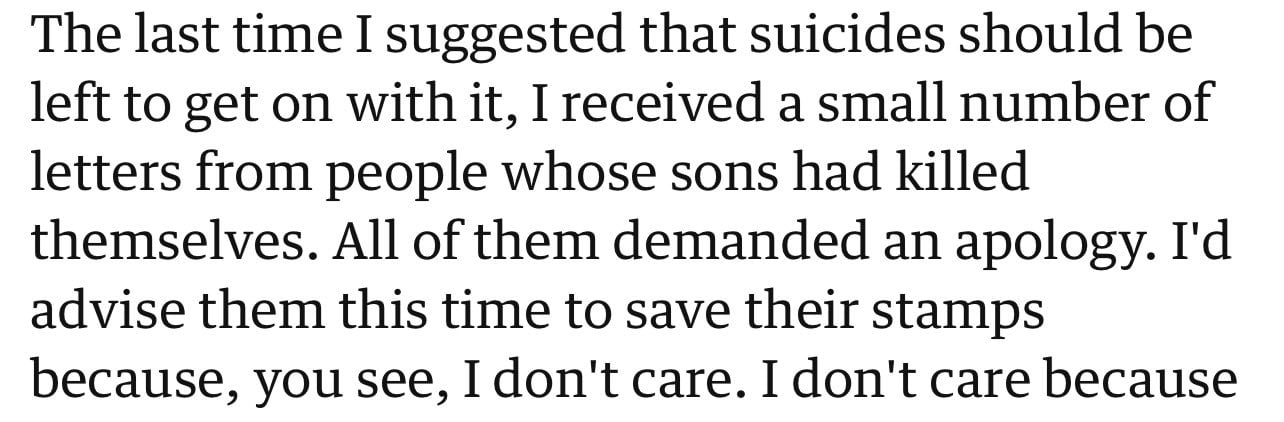 The last time I suggested that suicides should be
left to get on with it, I received a small number of
letters from people whose sons had killed
themselves. All of them demanded an apology. I'd
advise them this time to save their stamps
because, you see, I don't care. I don't care because